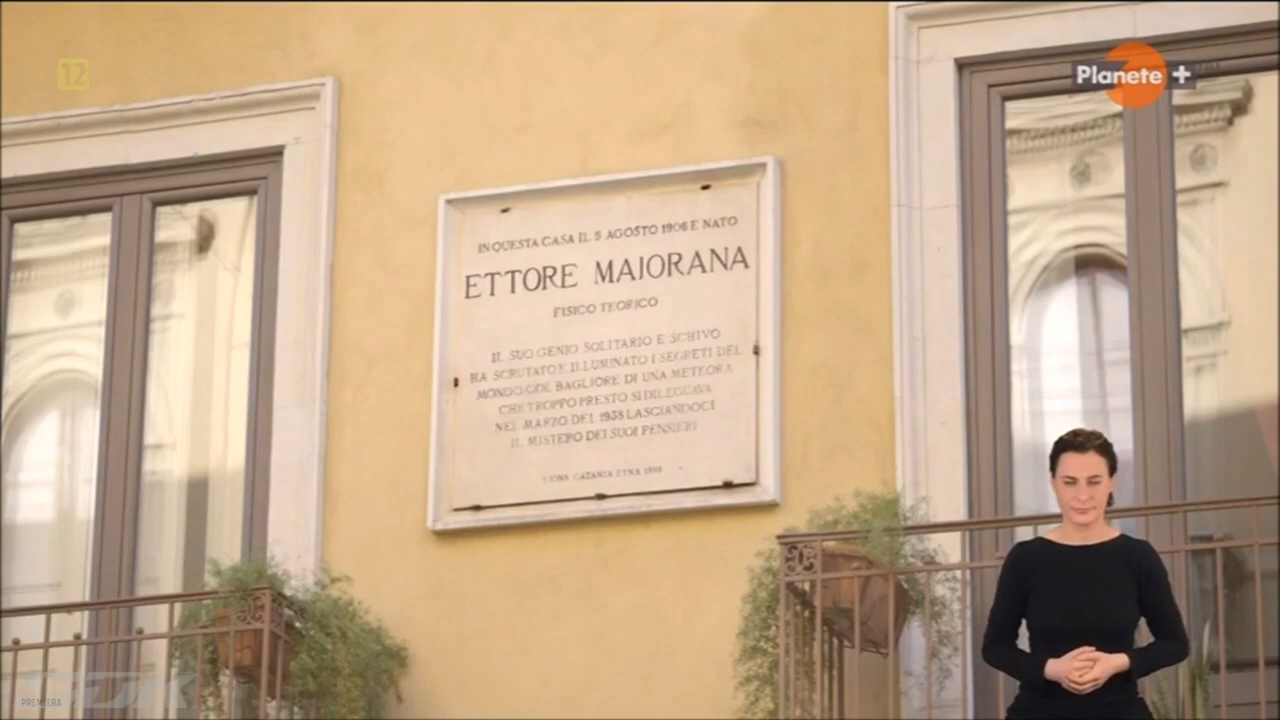 12
Planete +
IN QUESTA CASA IL 5 AGOSTO 1906 E NATO
ETTORE MAIORANA
FISICO TEORICO
IL SUO GENIO SOLITARIO E SCHIVO
HA SCRUTATO E ILLUMINATO I SEGRETI DEL
MONDO COL BAGLIORE DI UNA METEORA
CHE TROPPO PRESTO SI DILEGUAVA
NEL MARZO DEL 1938 LASCIANDOCI
IL MISTERO DEI SUOI PENSIERI
LIONS CATANIA ETNA
PREMIERA